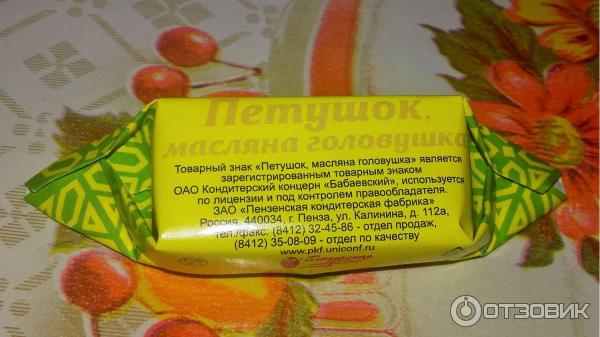 Петушок,
масляна головушка
Товарный знак «Петушок, масляна головушка» является
зарегистрированным товарным знаком
ОАО Кондитерский концерн «Бабаевский», используется
по лицензии и под контролем правообладателя.
ЗАО «Пензенская кондитерская фабрика»
Россия, 440034, г. Пенза, ул. Калинина, д. 112а,
тел./факс: (8412) 32-45-86 - отдел продаж,
(8412) 35-08-09 - отдел по качеству
www.pkf.uniconf.ru
ОТЗОВИК